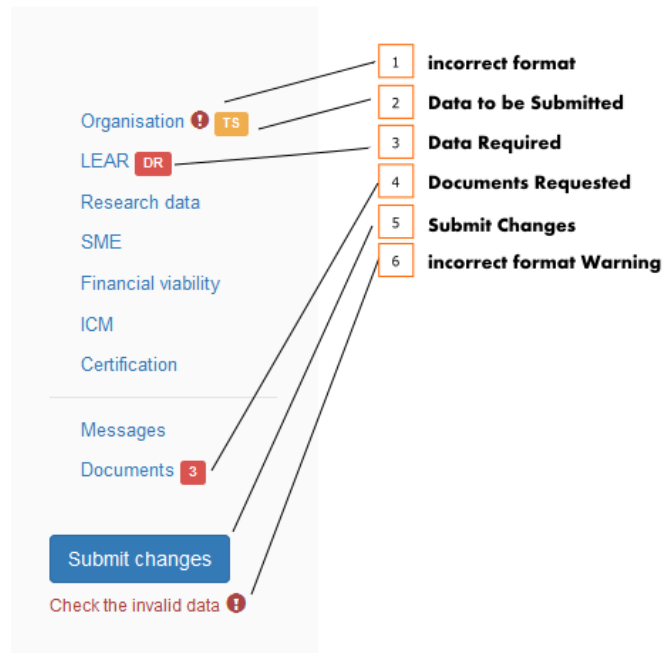 1 incorrect format
2 Data to be Submitted
Organisation TS
3 Data Required
LEAR DR
4 Documents Requested
Research data
5 Submit Changes
SME
6 incorrect format Warning
Financial viability
ICM
Certification
Messages
Documents 3
Submit changes
Check the invalid data